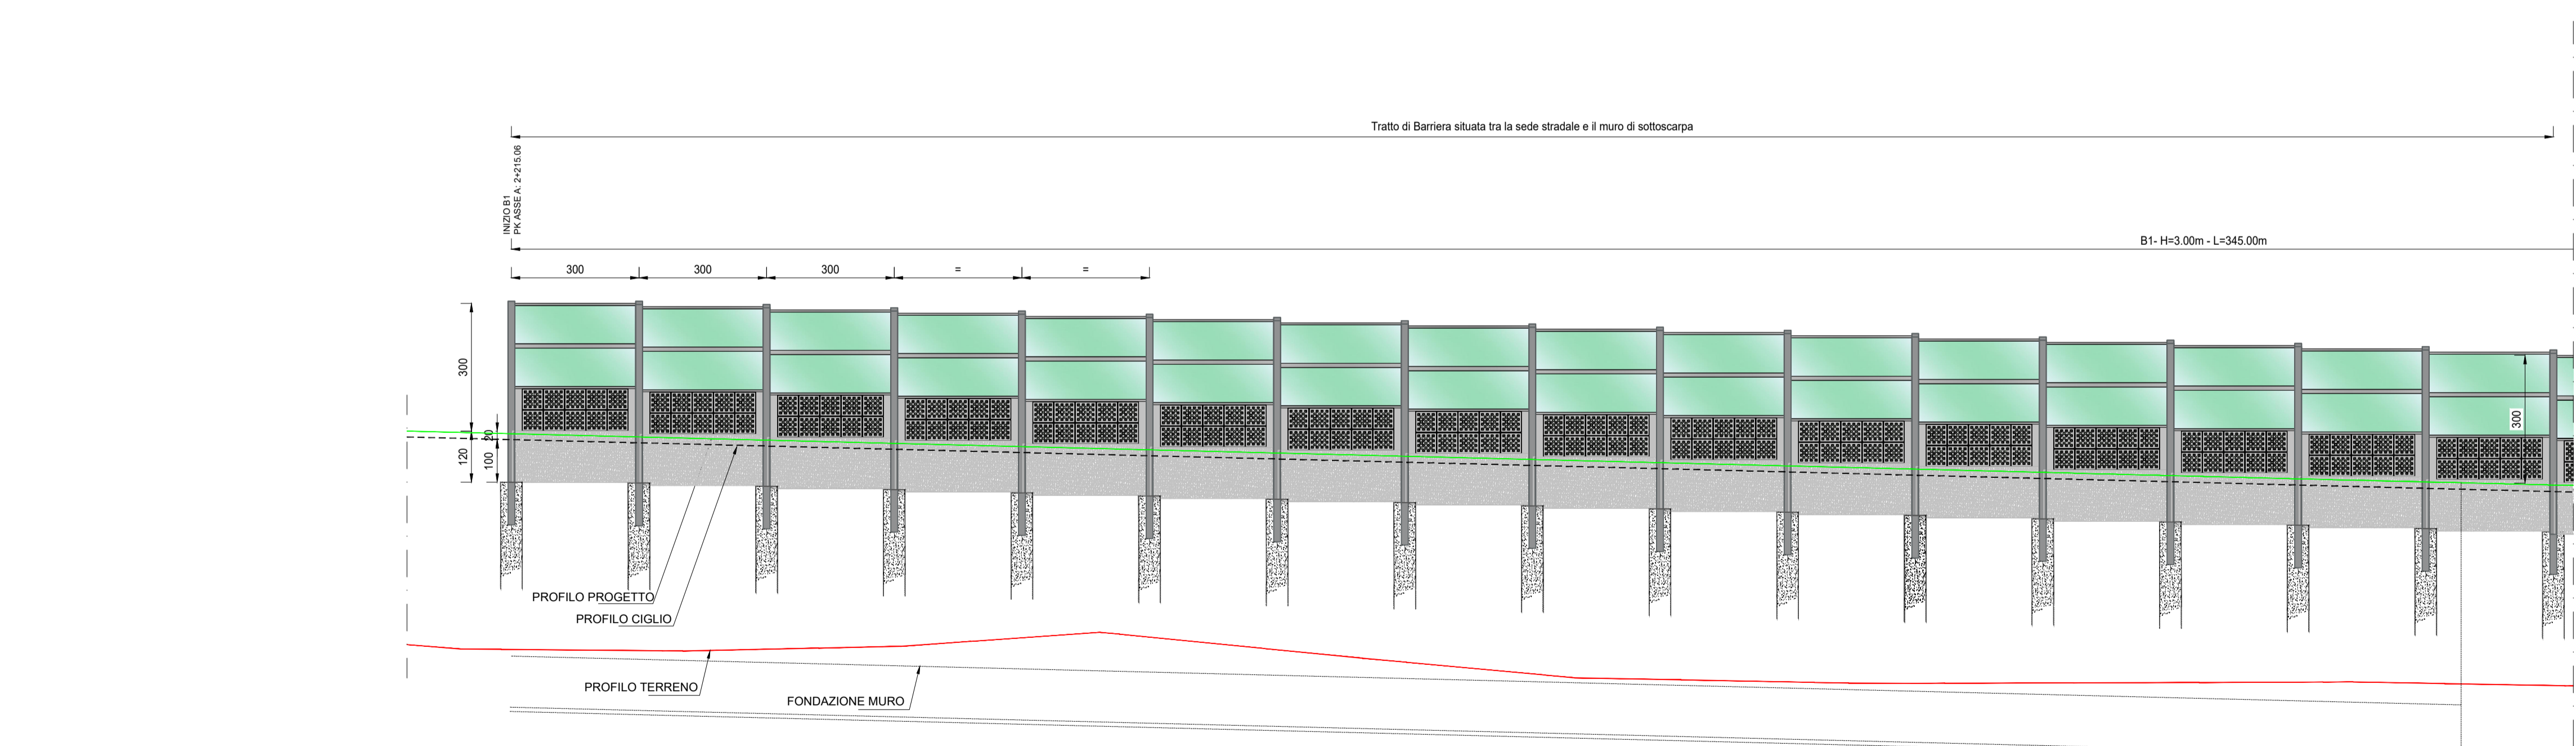 Tratto di Barriera situata tra la sede stradale e il muro di sottoscarpa
INIZIO B1
PK ASSE A: 2+215.06
B1- H=3.00m - L=345.00m
300
300
300
=
=
300
20
120
100
300
PROFILO PROGETTO
PROFILO CIGLIO
PROFILO TERRENO
FONDAZIONE MURO